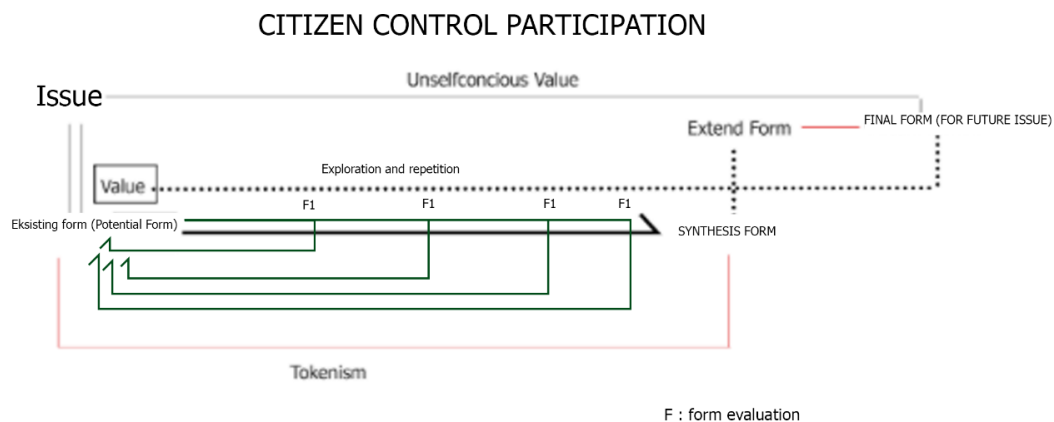 CITIZEN CONTROL PARTICIPATION
Unselfconcious Value
Issue
Extend Form
FINAL FORM (FOR FUTURE ISSUE)
Exploration and repetition
Value
F1 F1 F1 F1
Eksisting form (Potential Form)
SYNTHESIS FORM
Tokenism
F : form evaluation